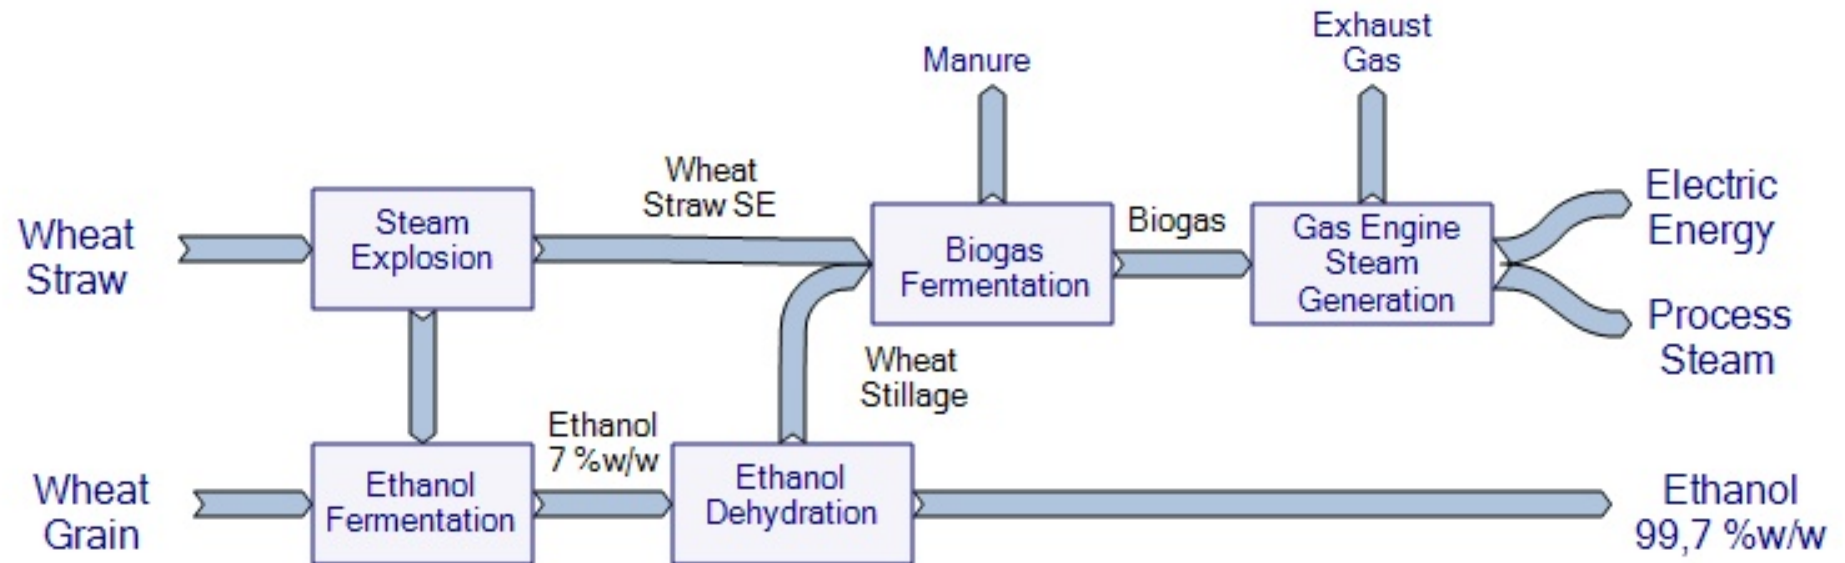 Exhaust
Gas
Manure
Wheat
Straw SE
Electric
Energy
Wheat
Straw
Steam
Explosion
Biogas
Fermentation
Biogas
Gas Engine
Steam
Generation
Process
Steam
Wheat
Stillage
Ethanol
7 %w/w
Wheat
Grain
Ethanol
Fermentation
Ethanol
Dehydration
Ethanol
99,7 %w/w